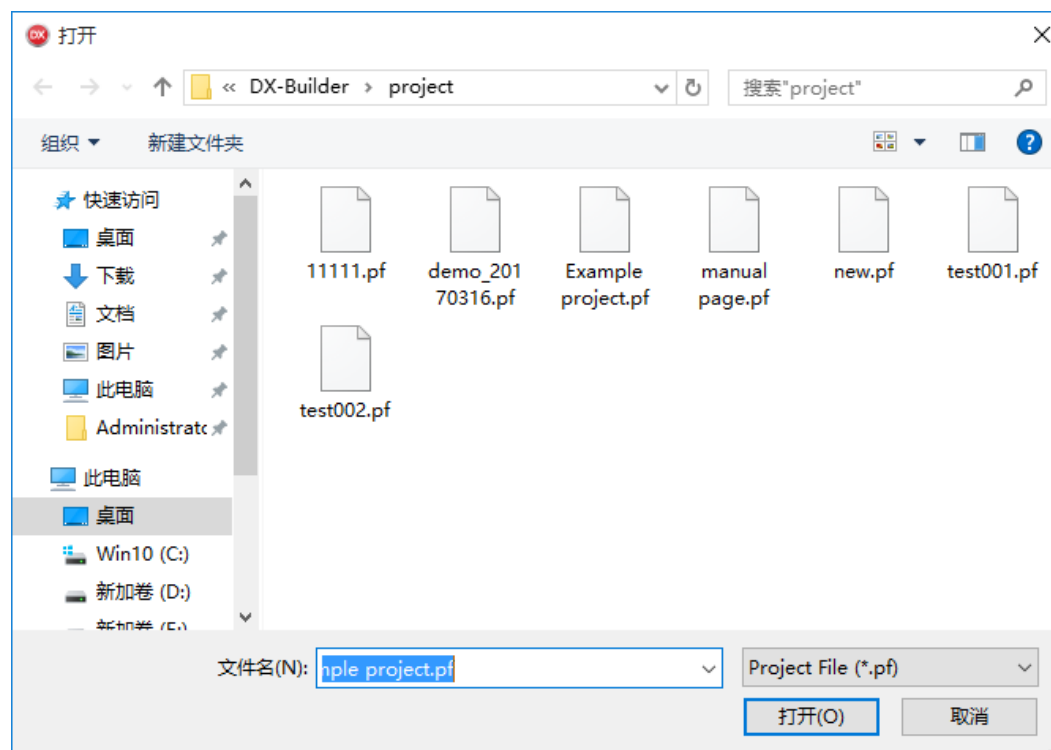 DX 打开
« DX-Builder › project
搜索"project"
组织
新建文件夹
?
快速访问
桌面
下载
文档
图片
此电脑
Administratc
此电脑
桌面
Win10 (C:)
新加卷 (D:)
11111.pf
demo_201
70316.pf
Example
project.pf
manual
page.pf
new.pf
test001.pf
test002.pf
文件名(N):
nple project.pf
Project File (*.pf)
打开(O)
取消